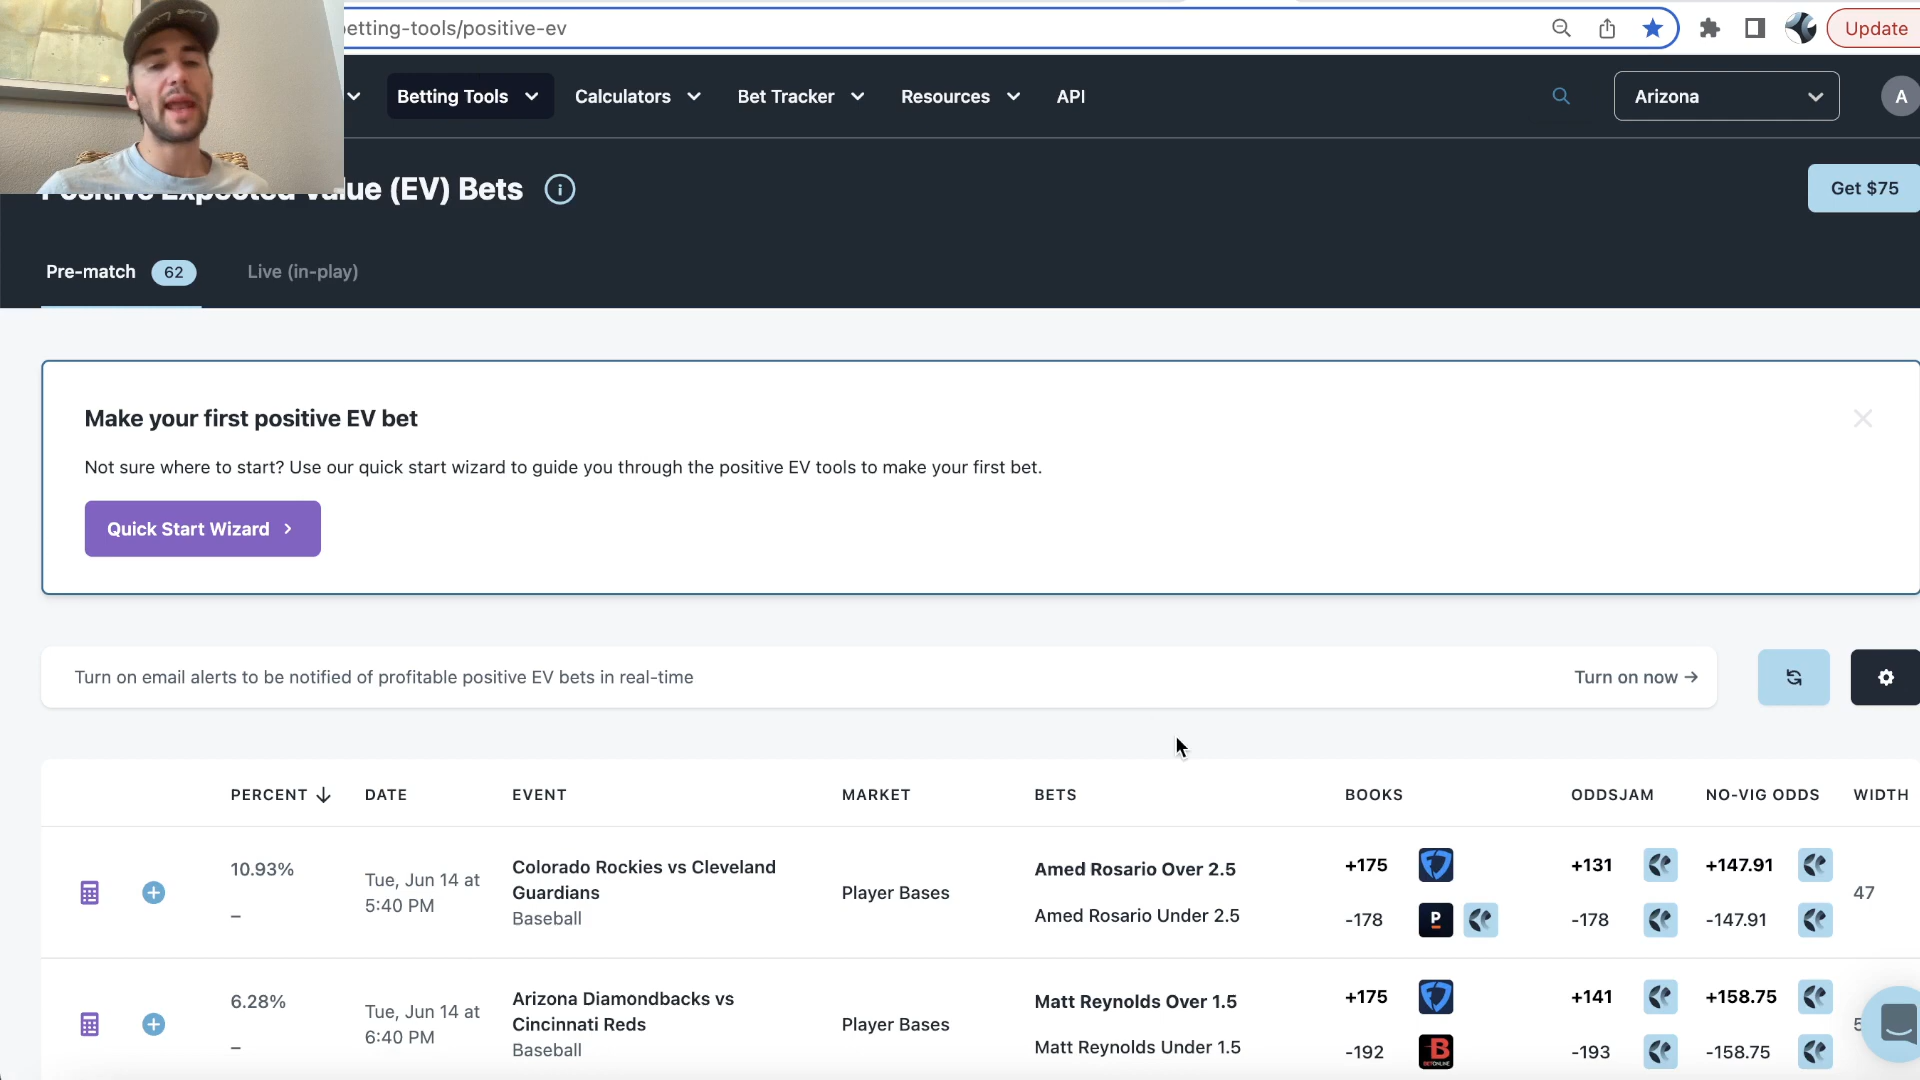 etting-tools/positive-ev
Update
Betting Tools
Calculators
Bet Tracker
Resources
API
Arizona
A
(EV) Bets
Get $75
Pre-match 62
Live (in-play)
Make your first positive EV bet
Not sure where to start? Use our quick start wizard to guide you through the positive EV tools to make your first bet.
Quick Start Wizard
Turn on email alerts to be notified of profitable positive EV bets in real-time
Turn on now →
PERCENT ↓ DATE EVENT MARKET BETS BOOKS ODDSJAM NO-VIG ODDS WIDTH
10.93%
–
Tue, Jun 14 at
5:40 PM
Colorado Rockies vs Cleveland
Guardians
Baseball
Player Bases
Amed Rosario Over 2.5
Amed Rosario Under 2.5
+175
-178 P
+131
-178
+147.91
-147.91
47
6.28%
–
Tue, Jun 14 at
6:40 PM
Arizona Diamondbacks vs
Cincinnati Reds
Baseball
Player Bases
Matt Reynolds Over 1.5
Matt Reynolds Under 1.5
+175
-192 B
+141
-193
+158.75
-158.75